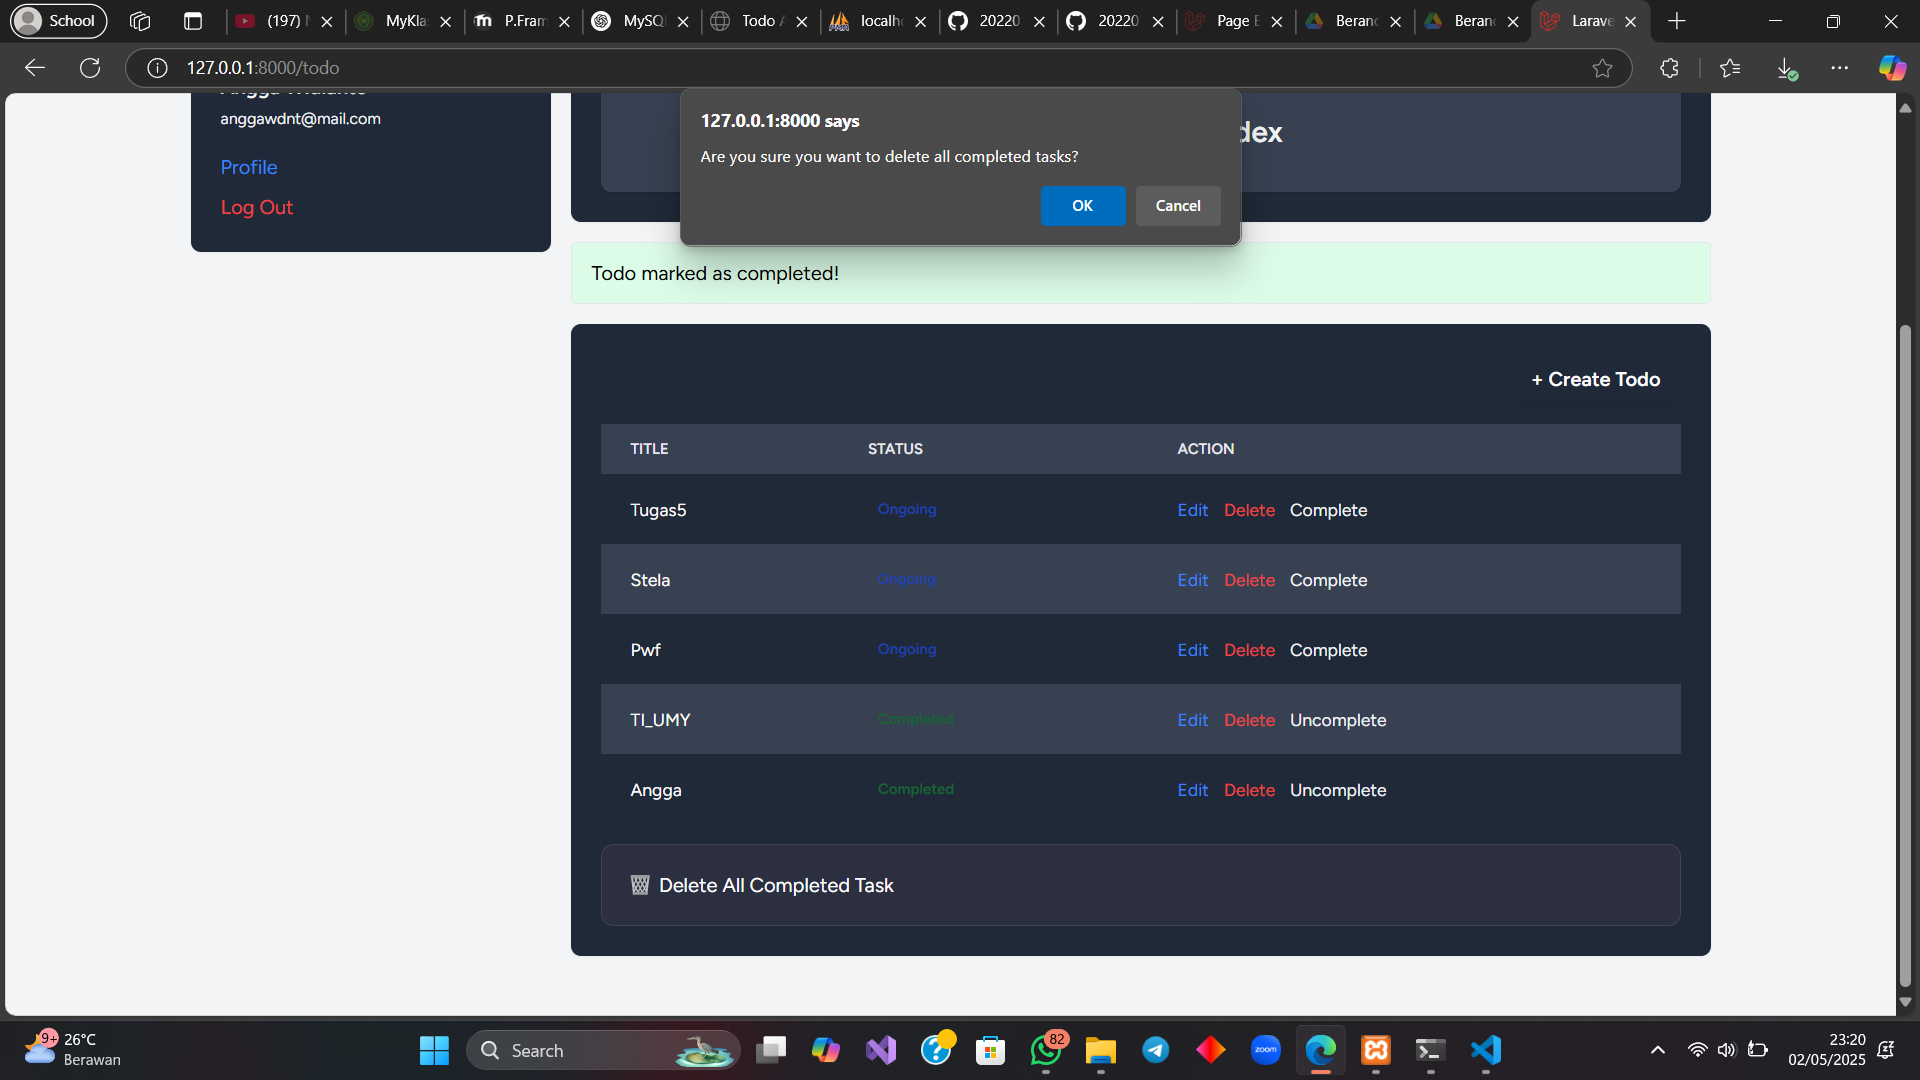 School
(197)
MyKla
P.Fram
MySQ
Todo
localh
20220
20220
Page E
Beran
Beran
Larave
127.0.0.1:8000/todo
anggawdnt@mail.com
Profile
Log Out
dex
127.0.0.1:8000 says
Are you sure you want to delete all completed tasks?
OK
Cancel
Todo marked as completed!
+ Create Todo
TITLE STATUS ACTION
Tugas5 Ongoing Edit Delete Complete
Stela Ongoing Edit Delete Complete
Pwf Ongoing Edit Delete Complete
TI_UMY Completed Edit Delete Uncomplete
Angga Completed Edit Delete Uncomplete
Delete All Completed Task
9+
26°C
Berawan
Search
82
zoom
23:20
02/05/2025